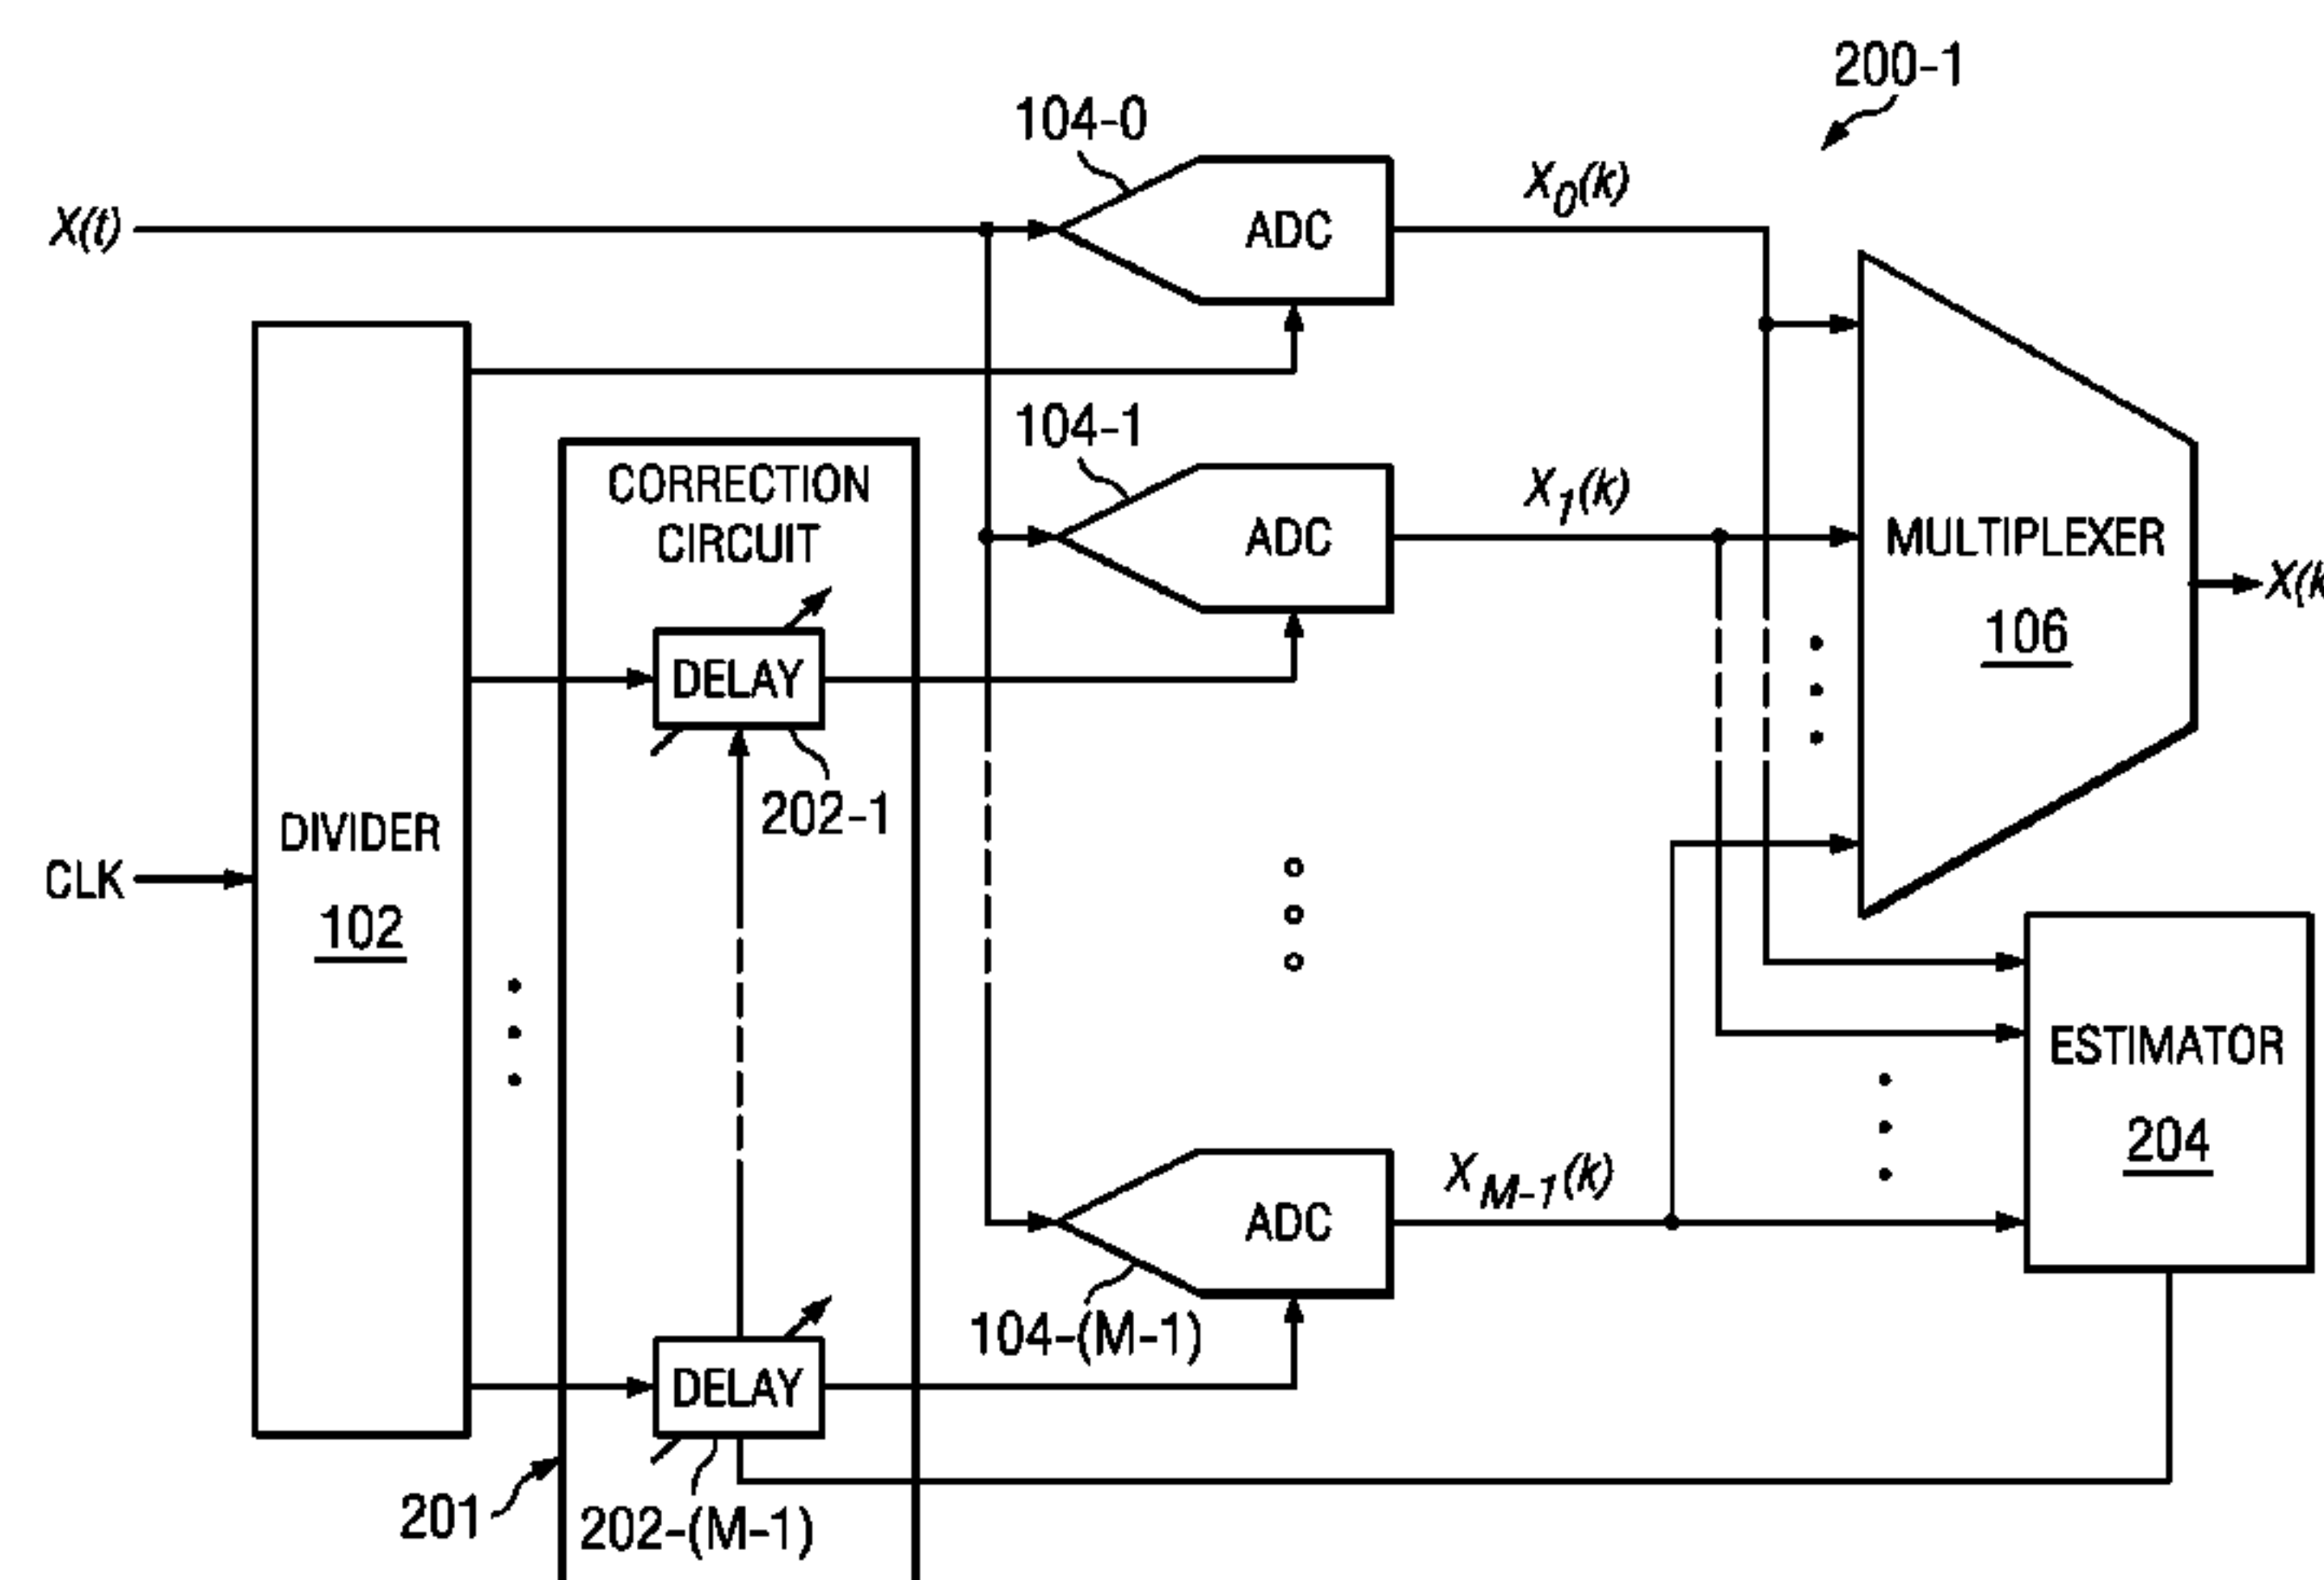 200-1
104-0
X0(k)
X(t)
ADC
104-1
CORRECTION
CIRCUIT
X1(k)
ADC
MULTIPLEXER
106
X(k
DELAY
202-1
DIVIDER
102
CLK
ESTIMATOR
204
XM-1(k)
ADC
104-(M-1)
DELAY
201
202-(M-1)